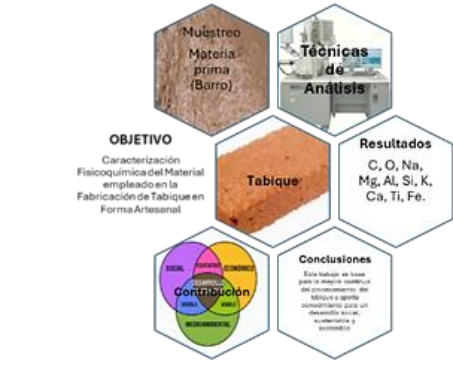 Muestreo
Materia
prima
(Barro)
Técnicas
de
Análisis
OBJETIVO
Caracterización
Fisicoquímica del Material
empleado en la
Fabricación de Tabique en
Forma Artesanal
Tabique
Resultados
C, O, Na,
Mg, Al, Si, K,
Ca, Ti, Fe.
SOCIAL
ECONÓMICO
Contribución
MEDIOAMBIENTAL
Conclusiones
Este trabajo es base
para la mejora continua
del procesamiento del
tabique y aporta
conocimiento para un
desarrollo social,
sustentable y